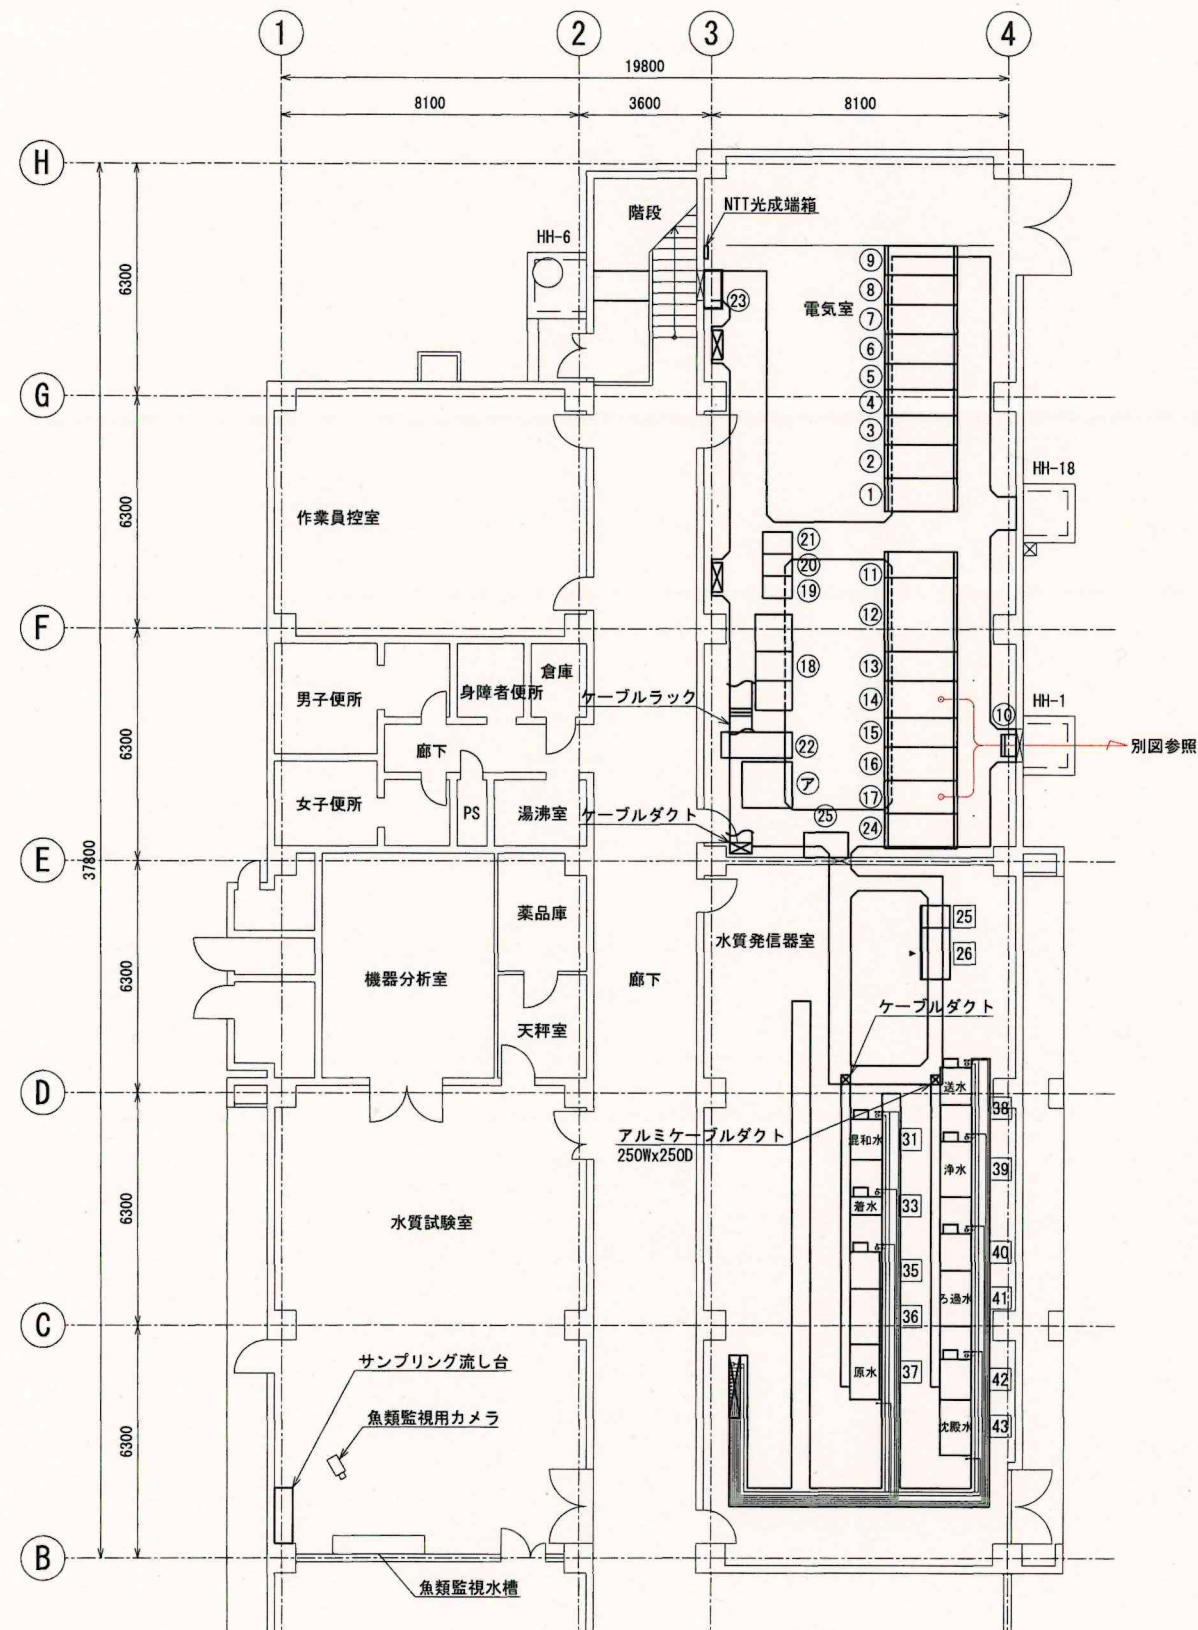 1
2
3
4
19800
8100
3600
8100
H
G
F
E
D
C
B
37800
6300
6300
6300
6300
6300
6300
階段
NTT光成端箱
HH-6
㉓
電気室
⑨
⑧
⑦
⑥
⑤
④
③
②
①
HH-18
作業員控室
㉑
⑳
⑲
⑪
⑫
⑱
⑬
⑭
⑮
⑯
⑰
㉔
㉒
ア
㉕
⑩
HH-1
別図参照
男子便所
身障者便所
倉庫
ケーブルラック
廊下
女子便所
PS
湯沸室
ケーブルダクト
薬品庫
機器分析室
天秤室
廊下
水質発信器室
25
26
ケーブルダクト
アルミケーブルダクト
250Wx250D
送水
38
混和水
31
浄水
39
着水
33
40
35
ろ過水
41
36
原水
37
42
沈殿水
43
水質試験室
サンプリング流し台
魚類監視用カメラ
魚類監視水槽